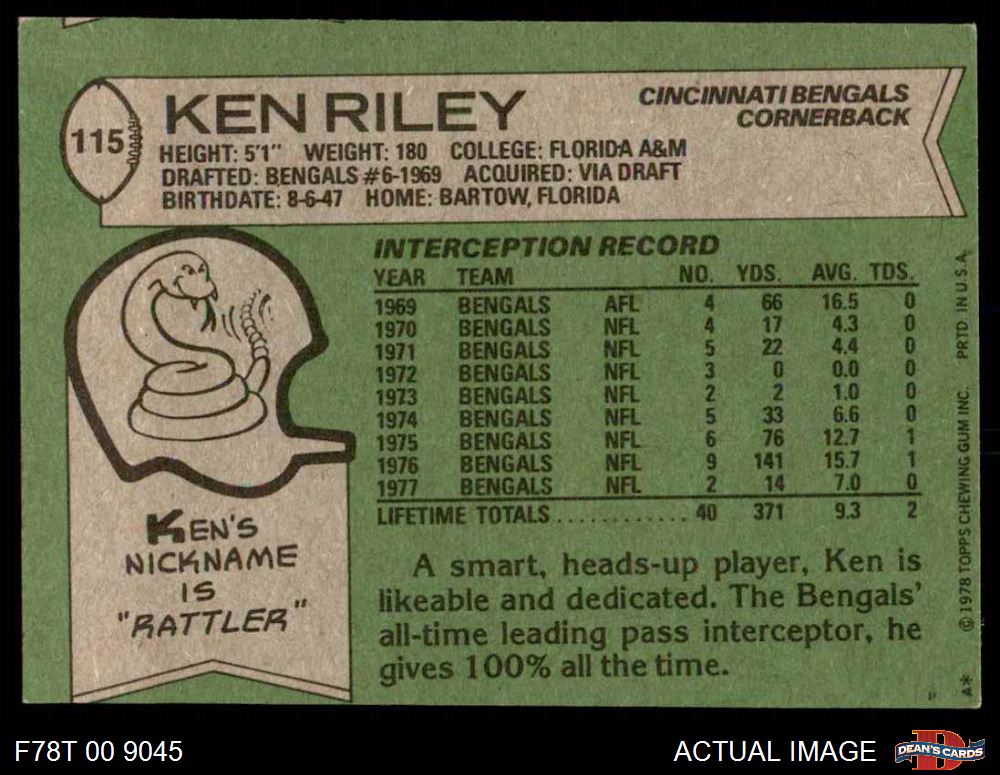 115
KEN RILEY
CINCINNATI BENGALS
CORNERBACK
HEIGHT: 5'1" WEIGHT: 180 COLLEGE: FLORIDA A&M
DRAFTED: BENGALS #6-1969 ACQUIRED: VIA DRAFT
BIRTHDATE: 8-6-47 HOME: BARTOW, FLORIDA
INTERCEPTION RECORD
YEAR TEAM NO. YDS. AVG. TDS.
1969 BENGALS AFL 4 66 16.5 0
1970 BENGALS NFL 4 17 4.3 0
1971 BENGALS NFL 5 22 4.4 0
1972 BENGALS NFL 3 0 0.0 0
1973 BENGALS NFL 2 2 1.0 0
1974 BENGALS NFL 5 33 6.6 0
1975 BENGALS NFL 6 76 12.7 1
1976 BENGALS NFL 9 141 15.7 1
1977 BENGALS NFL 2 14 7.0 0
LIFETIME TOTALS............ 40 371 9.3 2
KEN'S
NICKNAME
IS
"RATTLER"
A smart, heads-up player, Ken is
likeable and dedicated. The Bengals'
all-time leading pass interceptor, he
gives 100% all the time.
A* © 1978 TOPPS CHEWING GUM INC. PRTD IN U.S.A.
F78T 00 9045
ACTUAL IMAGE
DEAN'S CARDS